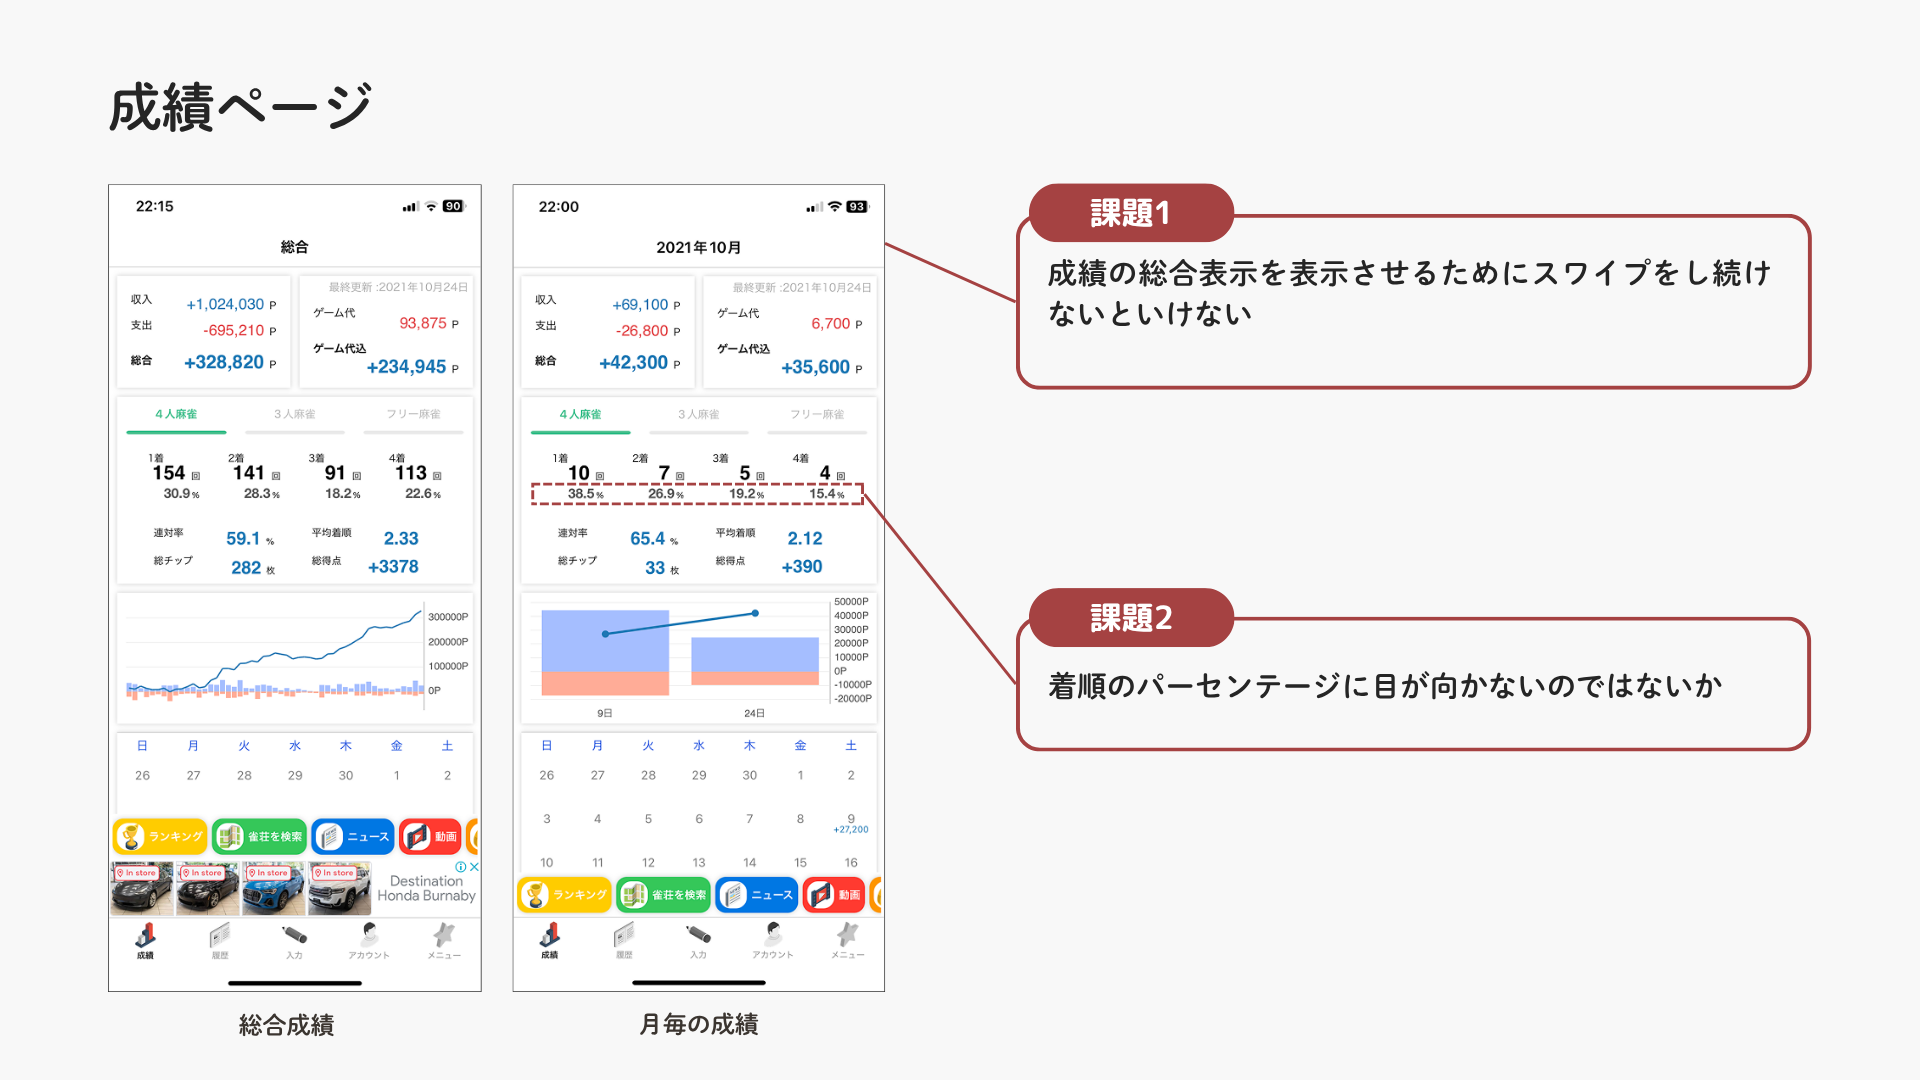 成績ページ
22:15
90
総合
収入
+1,024,030 P
支出
-695,210 P
総合
+328,820 P
最終更新 :2021年10月24日
ゲーム代
93,875 P
ゲーム代込
+234,945 P
4人麻雀 3人麻雀 フリー麻雀
1着 2着 3着 4着
154 回 141 回 91 回 113 回
30.9% 28.3% 18.2% 22.6%
連対率 59.1 % 平均着順 2.33
総チップ 282 枚 総得点 +3378
300000P
200000P
100000P
0P
日 月 火 水 木 金 土
26 27 28 29 30 1 2
ランキング 雀荘を検索 ニュース 動画
In store In store In store In store
Destination
Honda Burnaby
成績 履歴 入力 アカウント メニュー
総合成績
22:00
93
2021年10月
収入
+69,100 P
支出
-26,800 P
総合
+42,300 P
最終更新 :2021年10月24日
ゲーム代
6,700 P
ゲーム代込
+35,600 P
4人麻雀 3人麻雀 フリー麻雀
1着 2着 3着 4着
10 回 7 回 5 回 4 回
38.5% 26.9% 19.2% 15.4%
連対率 65.4 % 平均着順 2.12
総チップ 33 枚 総得点 +390
50000P
40000P
30000P
20000P
10000P
0P
-10000P
-20000P
9日 24日
日 月 火 水 木 金 土
26 27 28 29 30 1 2
3 4 5 6 7 8 9
+27,200
10 11 12 13 14 15 16
ランキング 雀荘を検索 ニュース 動画
成績 履歴 入力 アカウント メニュー
月毎の成績
課題1
成績の総合表示を表示させるためにスワイプをし続け
ないといけない
課題2
着順のパーセンテージに目が向かないのではないか